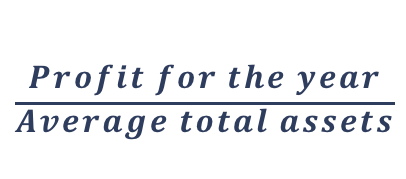 Profit for the year
Average total assets